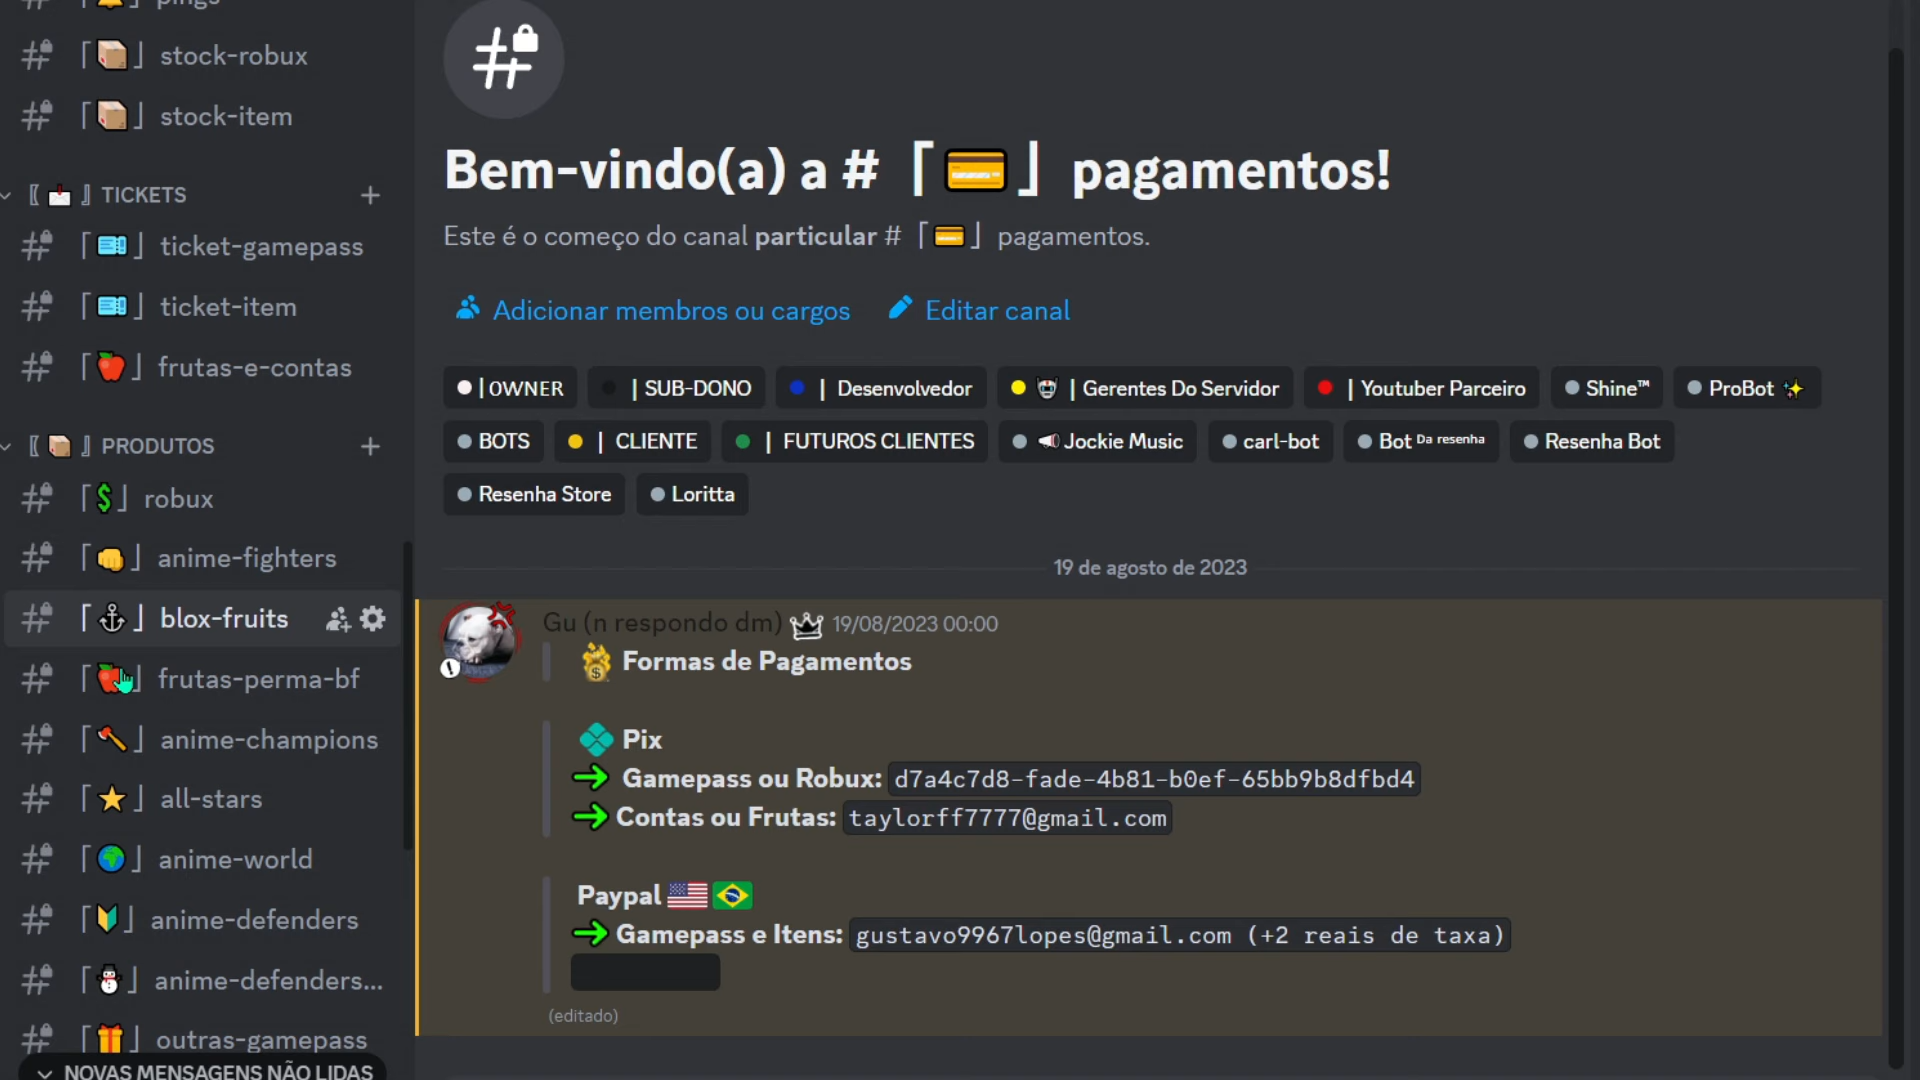 pings
「📦」 stock-robux
「📦」 stock-item
〘📩〙 TICKETS
「🎟️」 ticket-gamepass
「🎟️」 ticket-item
「🍎」 frutas-e-contas
〘📦〙 PRODUTOS
「💲」 robux
「👊」 anime-fighters
「⚓」 blox-fruits
「🍎」 frutas-perma-bf
「🪓」 anime-champions
「⭐」 all-stars
「🌍」 anime-world
「🔰」 anime-defenders
「⛄」 anime-defenders...
「🎁」 outras-gamepass
NOVAS MENSAGENS NÃO LIDAS
Bem-vindo(a) a # 「💳」 pagamentos!
Este é o começo do canal particular # 「💳」 pagamentos.
Adicionar membros ou cargos Editar canal
| OWNER | SUB-DONO | Desenvolvedor | Gerentes Do Servidor | Youtuber Parceiro Shine™ ProBot ✨
BOTS | CLIENTE | FUTUROS CLIENTES Jockie Music carl-bot Bot ᴰᵃ ʳᵉˢᵉⁿʰᵃ Resenha Bot
Resenha Store Loritta
19 de agosto de 2023
Gu (n respondo dm) 19/08/2023 00:00
Formas de Pagamentos
Pix
Gamepass ou Robux: d7a4c7d8-fade-4b81-b0ef-65bb9b8dfbd4
Contas ou Frutas: taylorff7777@gmail.com
Paypal 🇺🇸 🇧🇷
Gamepass e Itens: gustavo9967lopes@gmail.com (+2 reais de taxa)
(editado)